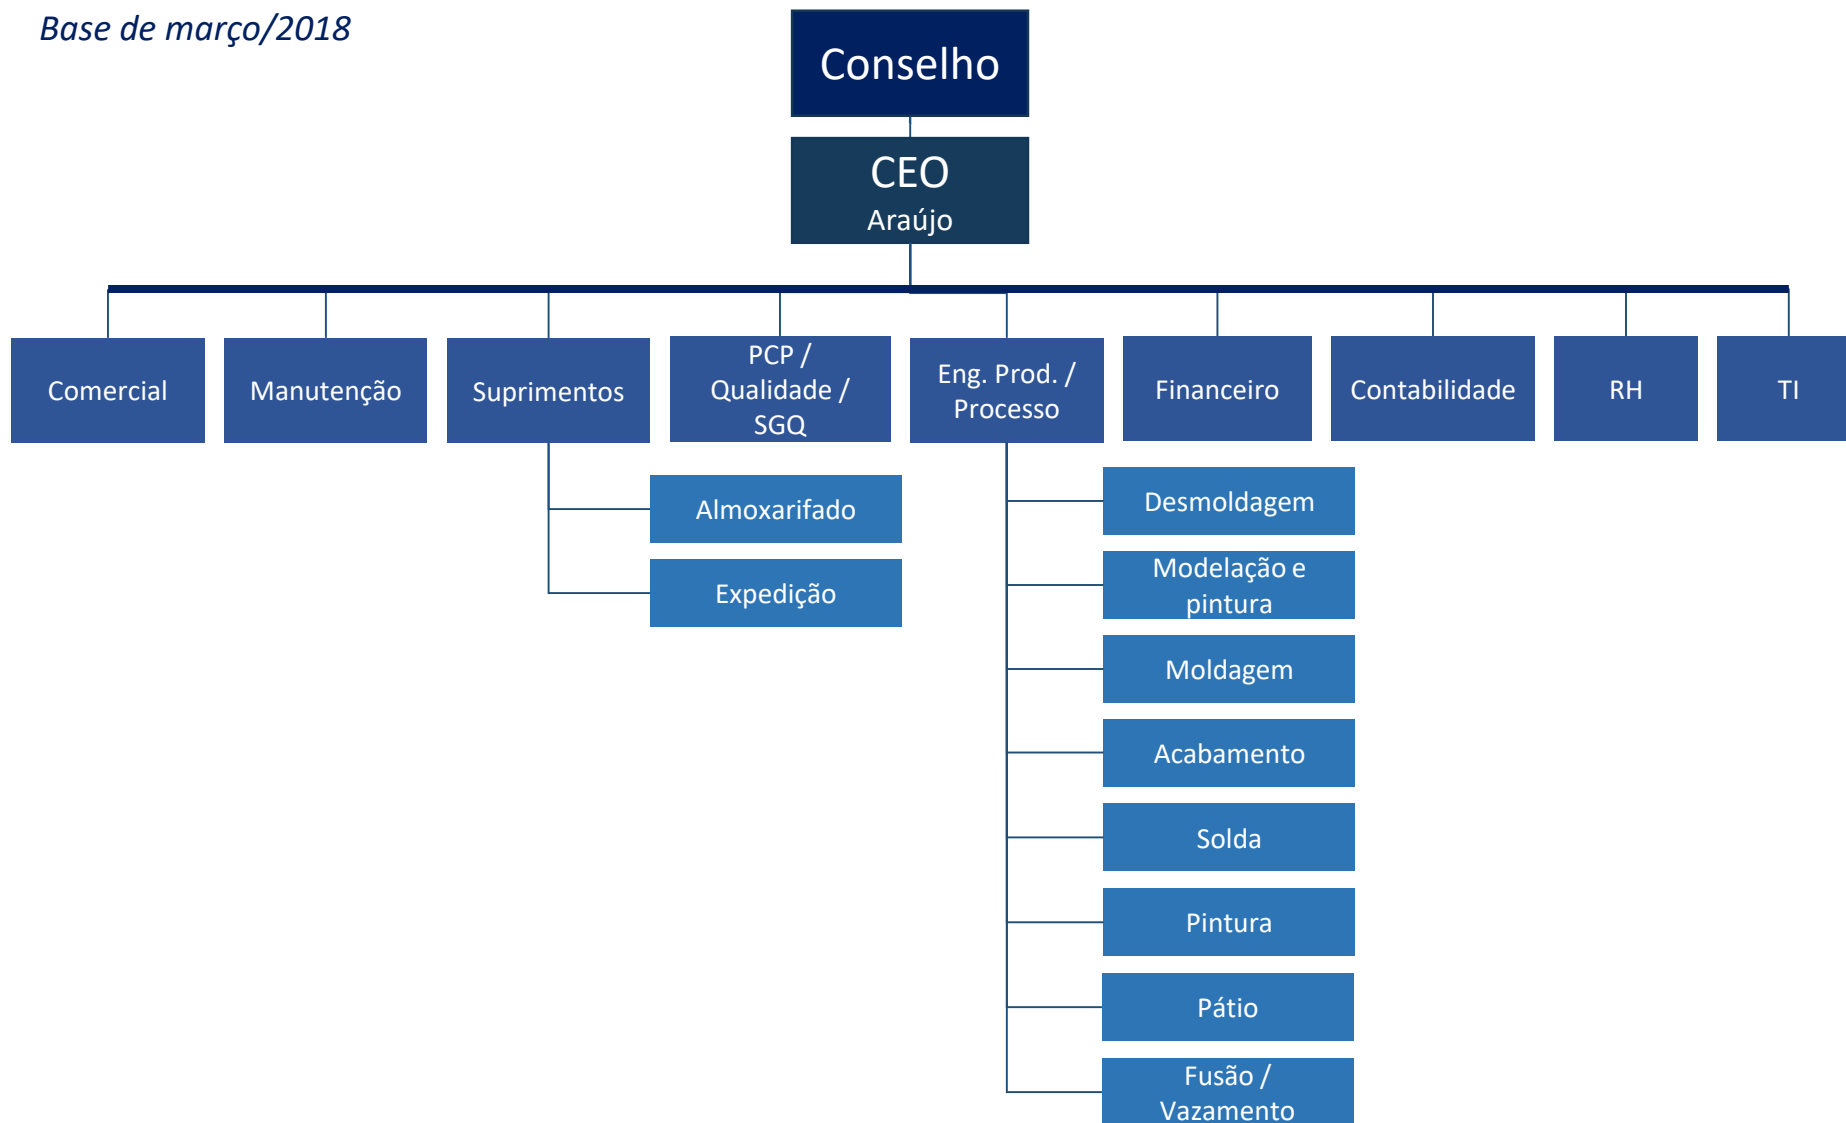 Base de março/2018
Conselho
CEO
Araújo
Comercial
Manutenção
Suprimentos
PCP /
Qualidade /
SGQ
Eng. Prod. /
Processo
Financeiro
Contabilidade
RH
TI
Almoxarifado
Expedição
Desmoldagem
Modelação e
pintura
Moldagem
Acabamento
Solda
Pintura
Pátio
Fusão /
Vazamento